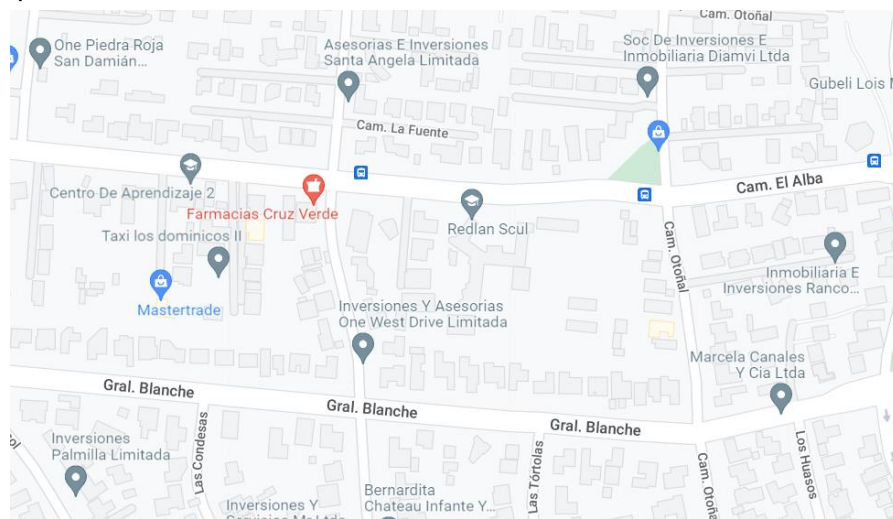 Cam. Otoñal
One Piedra Roja
San Damián...
Asesorias E Inversiones
Santa Angela Limitada
Soc De Inversiones E
Inmobiliaria Diamvi Ltda
Gubeli Lois
Cam. La Fuente
Centro De Aprendizaje 2
Cam. El Alba
Farmacias Cruz Verde
Redlan Scul
Taxi los dominicos II
Cam. Otoñal
Inmobiliaria E
Inversiones Ranco...
Mastertrade
Inversiones Y Asesorias
One West Drive Limitada
Marcela Canales
Y Cia Ltda
Gral. Blanche
Gral. Blanche
Gral. Blanche
Las Condesas
Inversiones
Palmilla Limitada
Las Tórtolas
Cam. Otoña
Los Huasos
Bernardita
Chateau Infante Y...
Inversiones Y